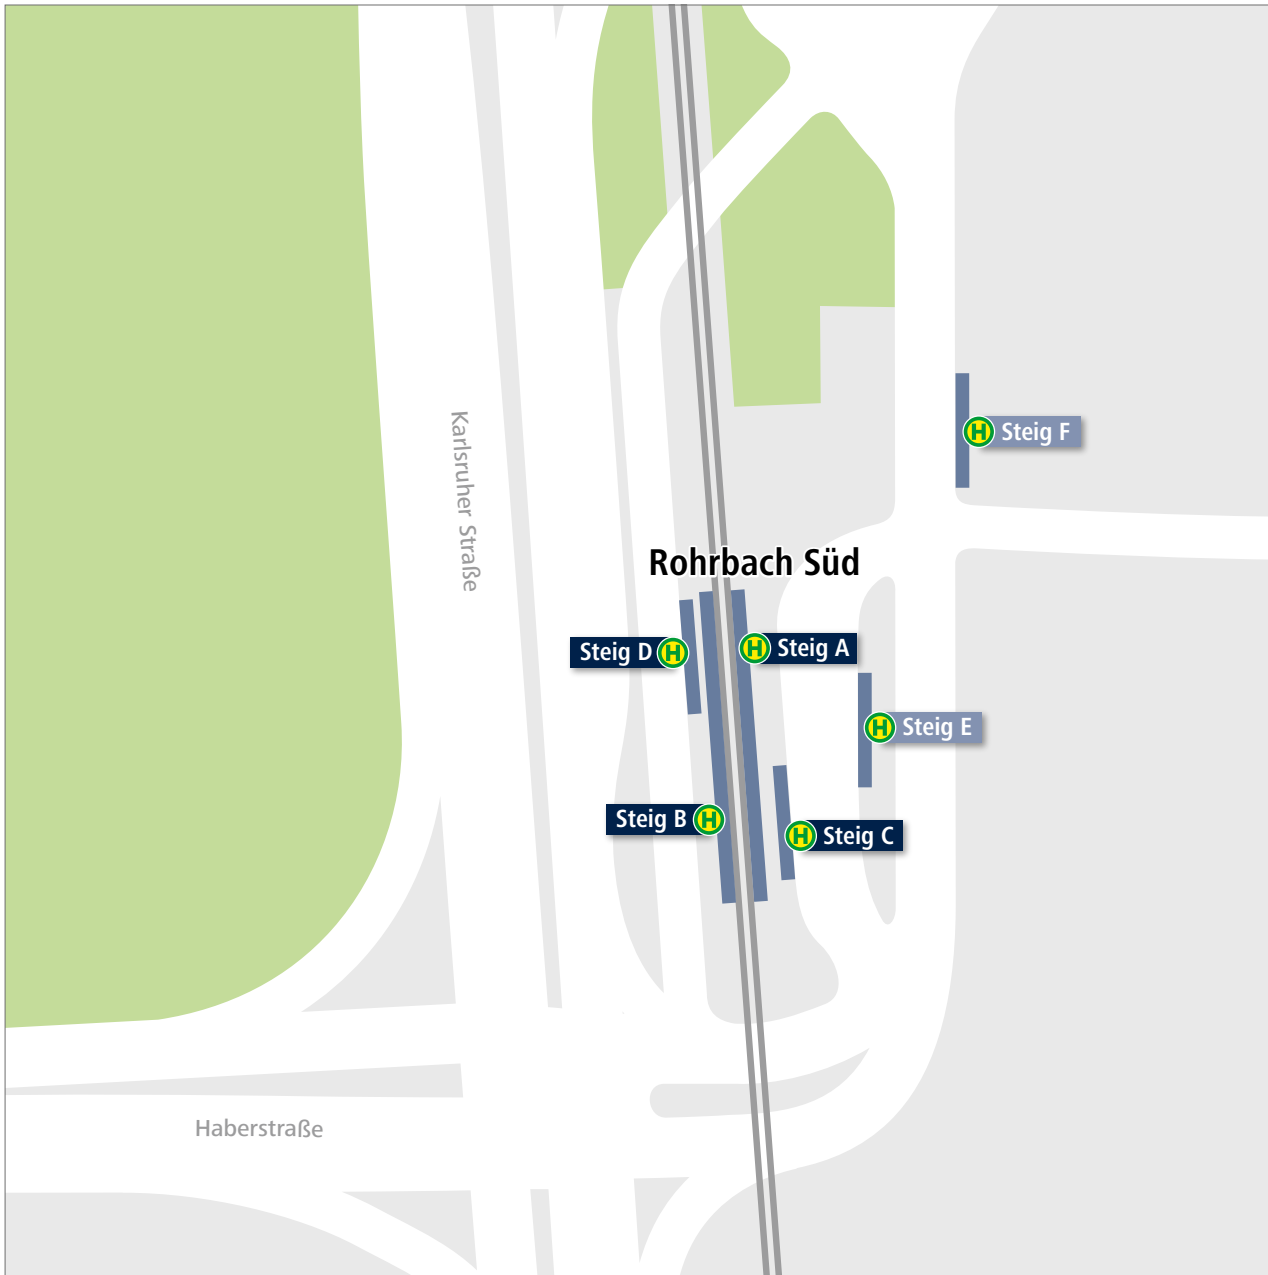 Karlsruher Straße
H Steig F
Rohrbach Süd
Steig D H
H Steig A
H Steig E
Steig B H
H Steig C
Haberstraße